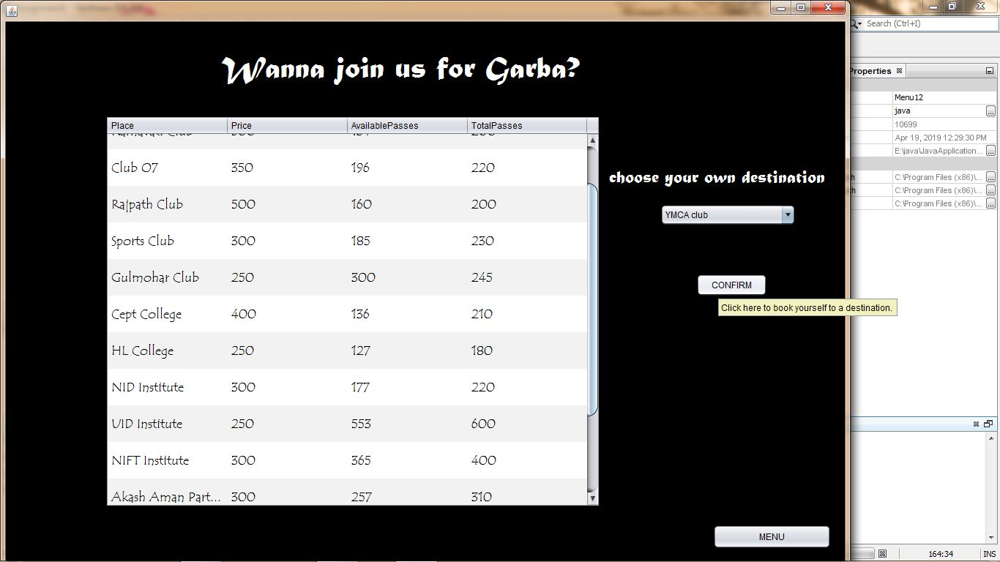 Search (Ctrl+I)
Wanna join us for Garba?
Properties
Menu12
java
10699
Apr 19, 2019 12:29:30 PM
E:\java\JavaApplication...
C:\Program Files (x86)\...
C:\Program Files (x86)\...
C:\Program Files (x86)\...
Place Price AvailablePasses TotalPasses
Club 07 350 196 220
Rajpath Club 500 160 200
Sports Club 300 185 230
Gulmohar Club 250 300 245
Cept College 400 136 210
HL College 250 127 180
NID Institute 300 177 220
UID Institute 250 553 600
NIFT Institute 300 365 400
Akash Aman Part... 300 257 310
choose your own destination
YMCA club
CONFIRM
Click here to book yourself to a destination.
MENU
164:34 INS